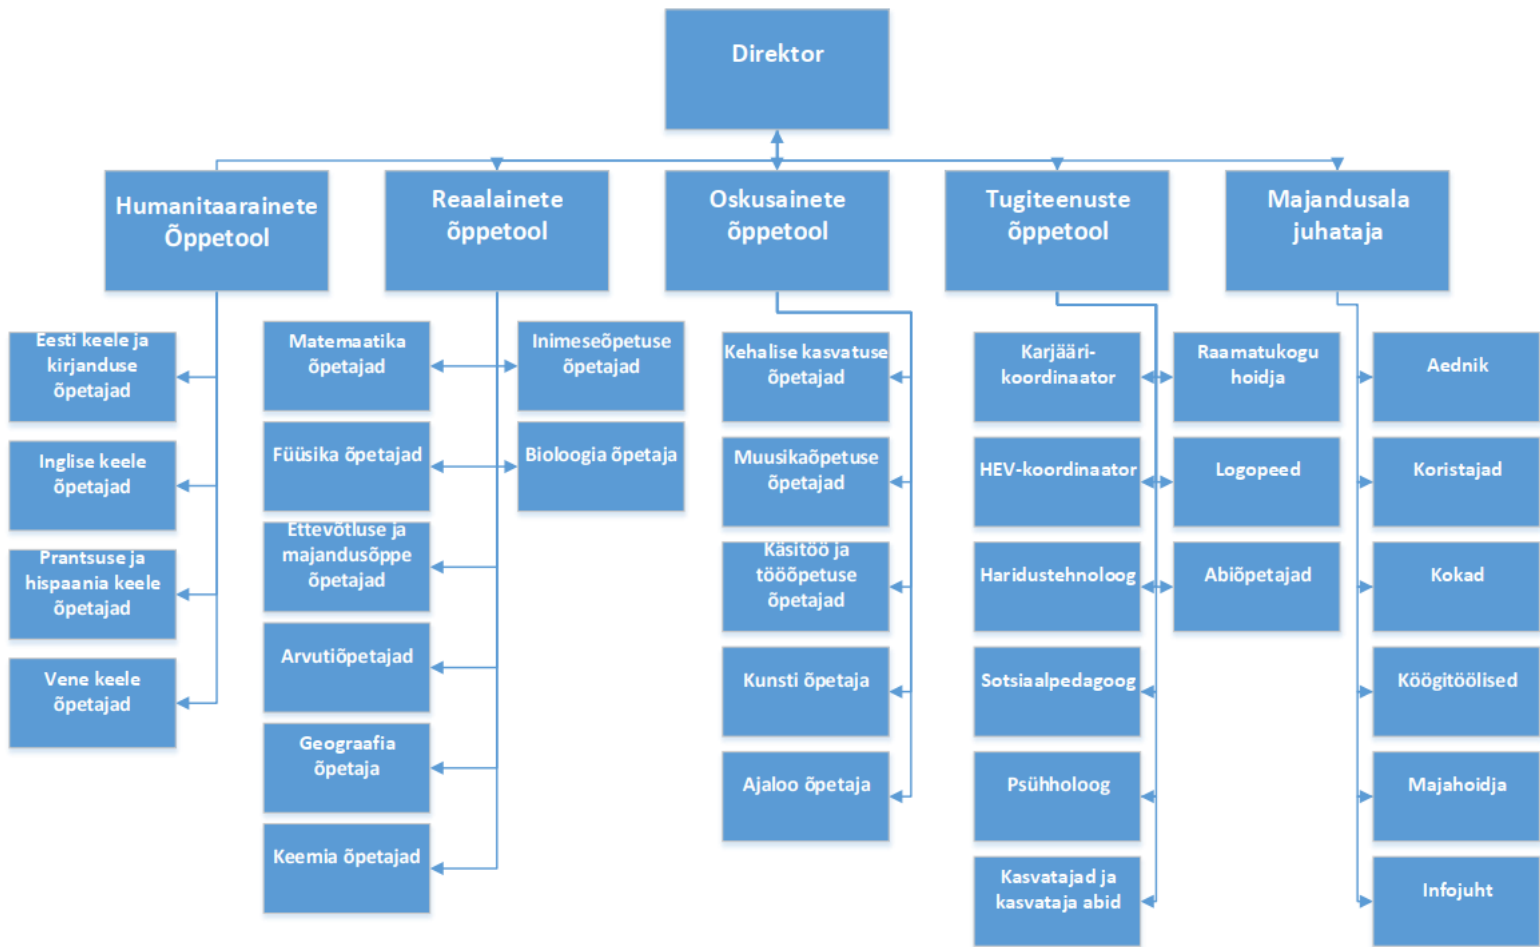 Direktor
Humanitaarainete
Õppetool
Reaalainete
õppetool
Oskusainete
õppetool
Tugiteenuste
õppetool
Majandusala
juhataja
Eesti keele ja
kirjanduse
õpetajad
Inglise keele
õpetajad
Prantsuse ja
hispaania keele
õpetajad
Vene keele
õpetajad
Matemaatika
õpetajad
Füüsika õpetajad
Ettevõtluse ja
majandusõppe
õpetajad
Arvutiõpetajad
Geograafia
õpetaja
Keemia õpetajad
Inimeseõpetuse
õpetajad
Bioloogia õpetaja
Kehalise kasvatuse
õpetajad
Muusikaõpetuse
õpetajad
Käsitöö ja
tööõpetuse
õpetajad
Kunsti õpetaja
Ajaloo õpetaja
Karjääri-
koordinaator
HEV-koordinaator
Haridustehnoloog
Sotsiaalpedagoog
Psühholoog
Kasvatajad ja
kasvataja abid
Raamatukogu
hoidja
Logopeed
Abiõpetajad
Aednik
Koristajad
Kokad
Köögitöölised
Majahoidja
Infojuht